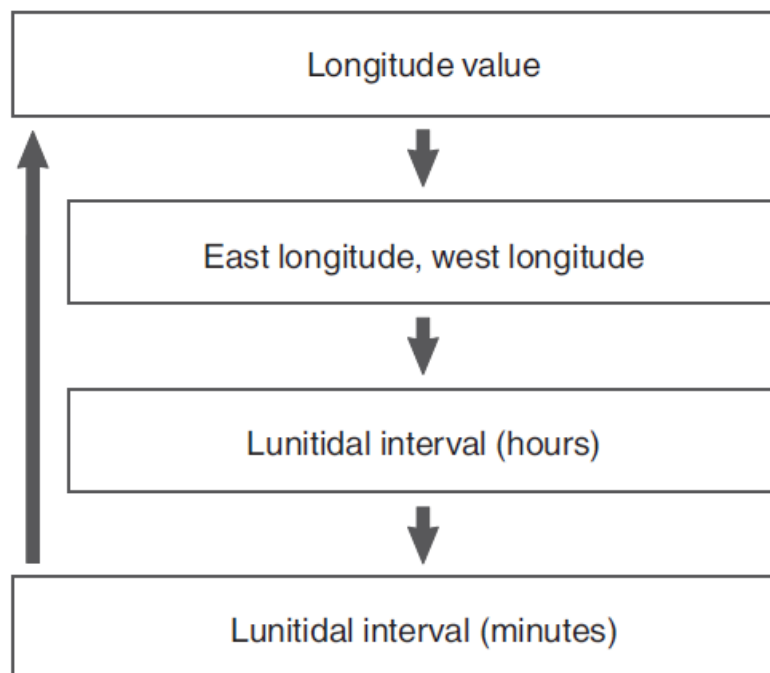 Longitude value
East longitude, west longitude
Lunitidal interval (hours)
Lunitidal interval (minutes)